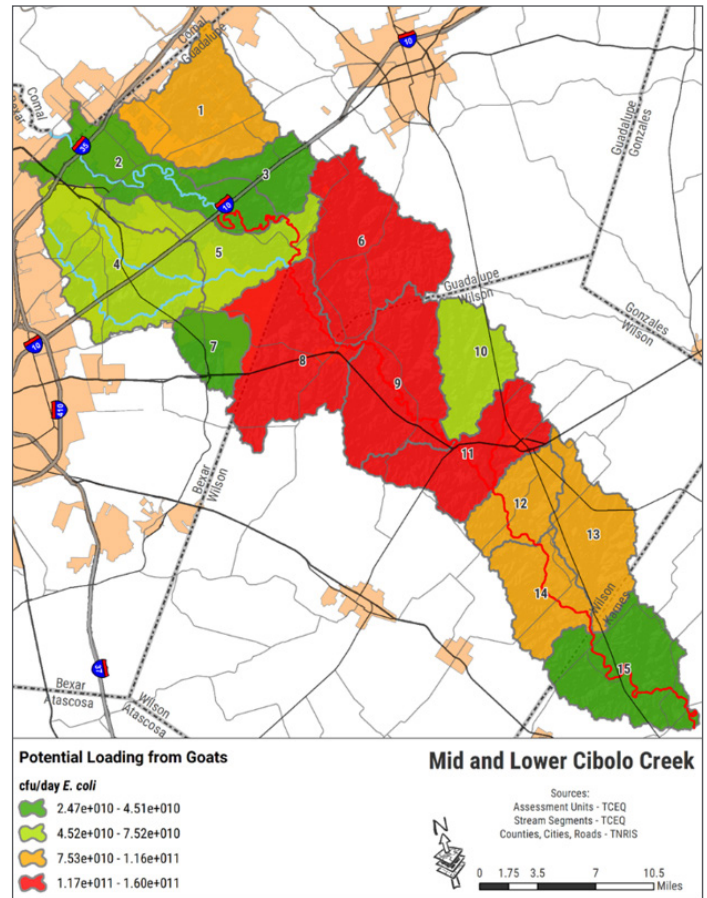 Comal
Guadalupe
10
Comal
Bexar
35
1
2
3
10
Guadalupe
Gonzales
6
5
4
Guadalupe
Wilson
Gonzales
Wilson
7
10
10
8
9
410
11
Bexar
Wilson
12
13
14
Wilson
Karnes
15
37
Bexar
Atascosa
Wilson
Atascosa
Potential Loading from Goats
cfu/day E. coli
2.47e+010 - 4.51e+010
4.52e+010 - 7.52e+010
7.53e+010 - 1.16e+011
1.17e+011 - 1.60e+011
Mid and Lower Cibolo Creek
Sources:
Assessment Units - TCEQ
Stream Segments - TCEQ
Counties, Cities, Roads - TNRIS
N
0 1.75 3.5 7 10.5
Miles